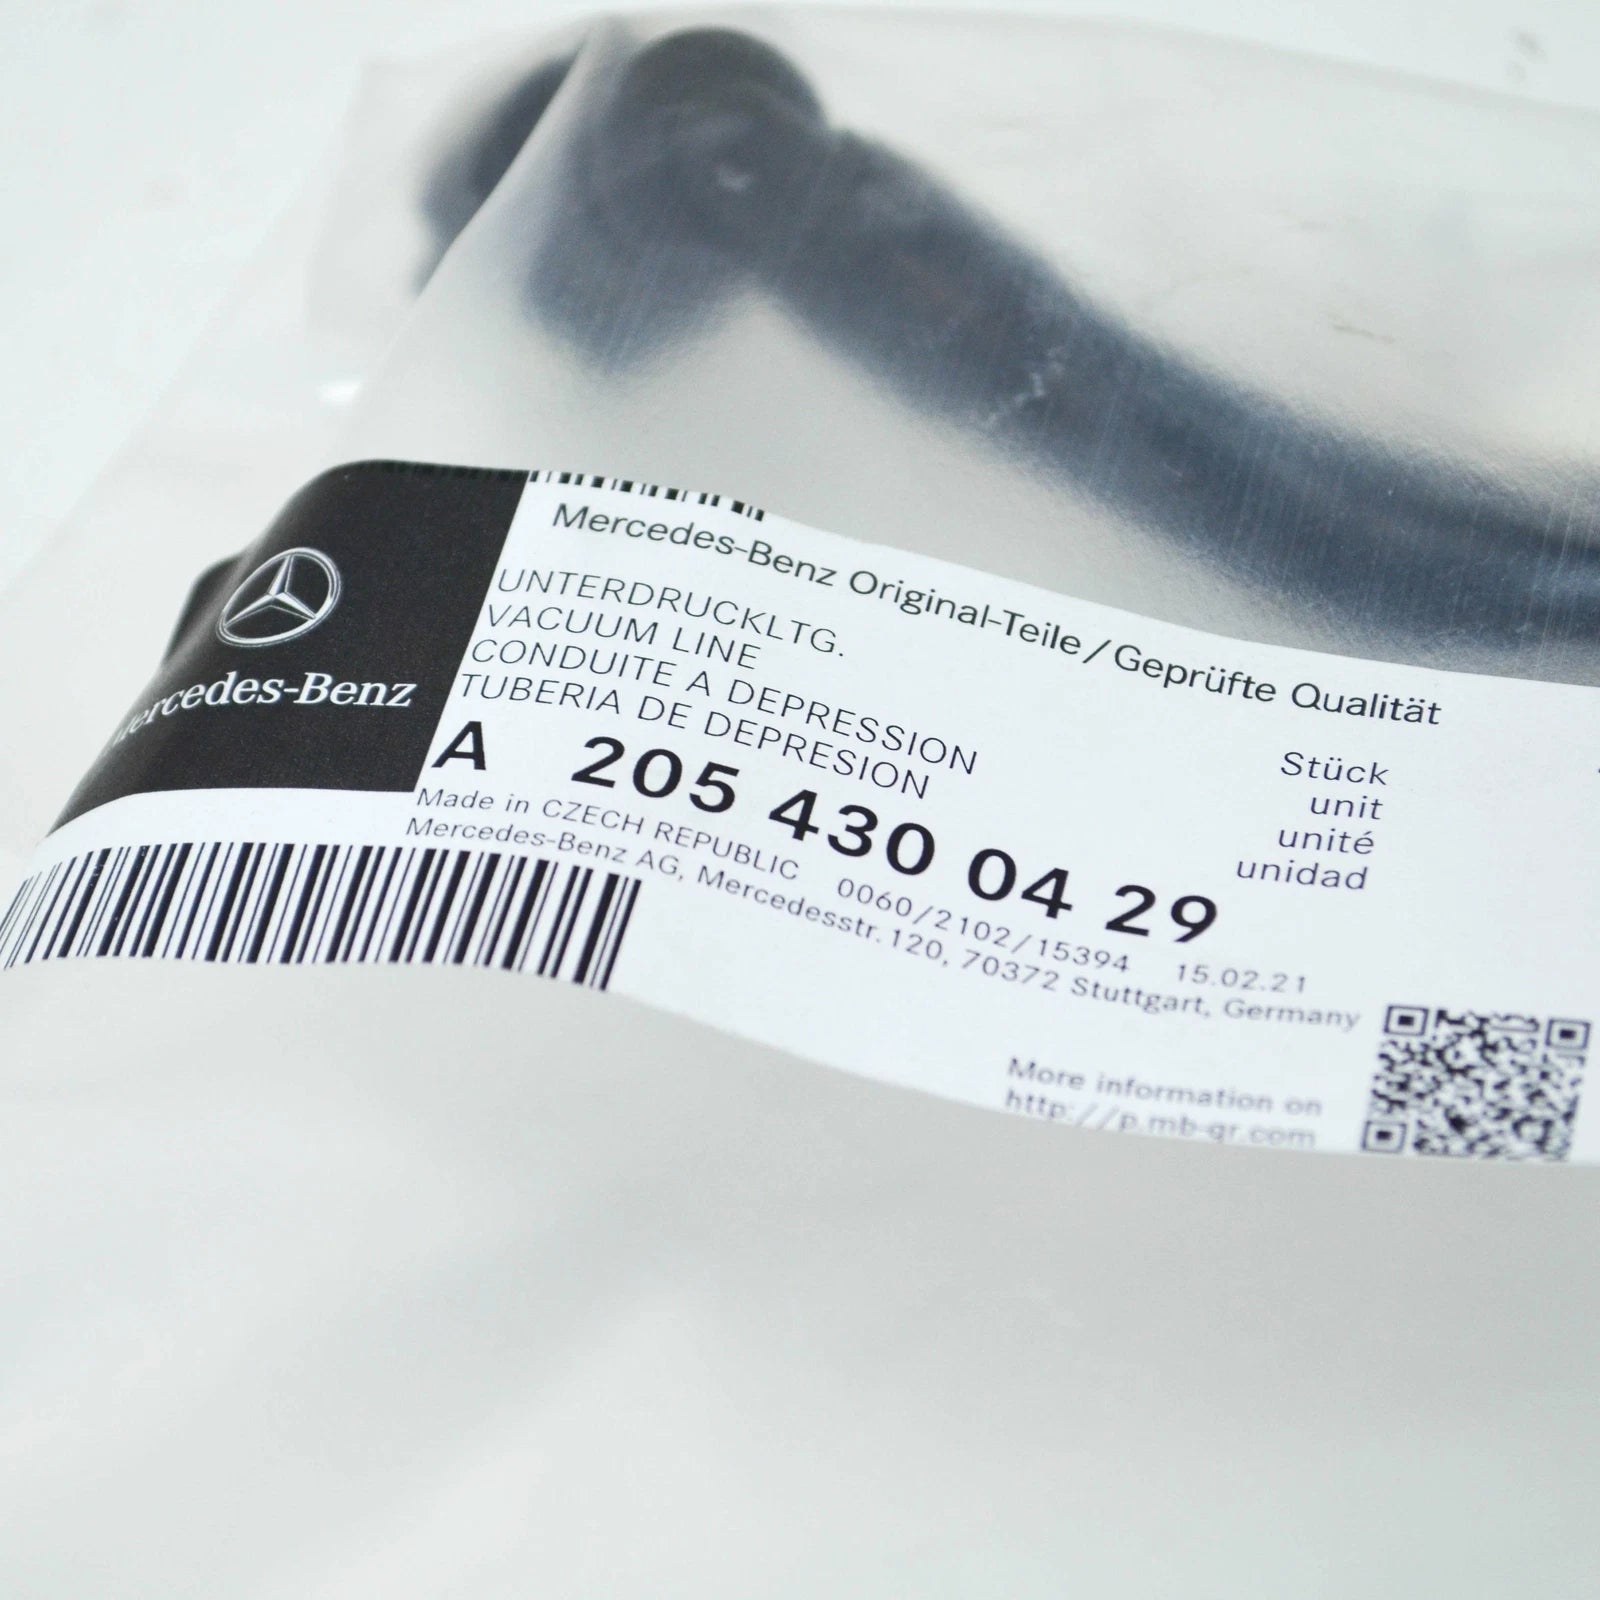 Mercedes-Benz
Mercedes-Benz Original-Teile/Geprüfte Qualität
UNTERDRUCKLTG.
VACUUM LINE
CONDUITE A DEPRESSION
TUBERIA DE DEPRESION
A 205 430 04 29
Stück
unit
unité
unidad
Made in CZECH REPUBLIC 0060/2102/15394 15.02.21
Mercedes-Benz AG, Mercedesstr. 120, 70372 Stuttgart, Germany
More information on
http://p.mb-qr.com